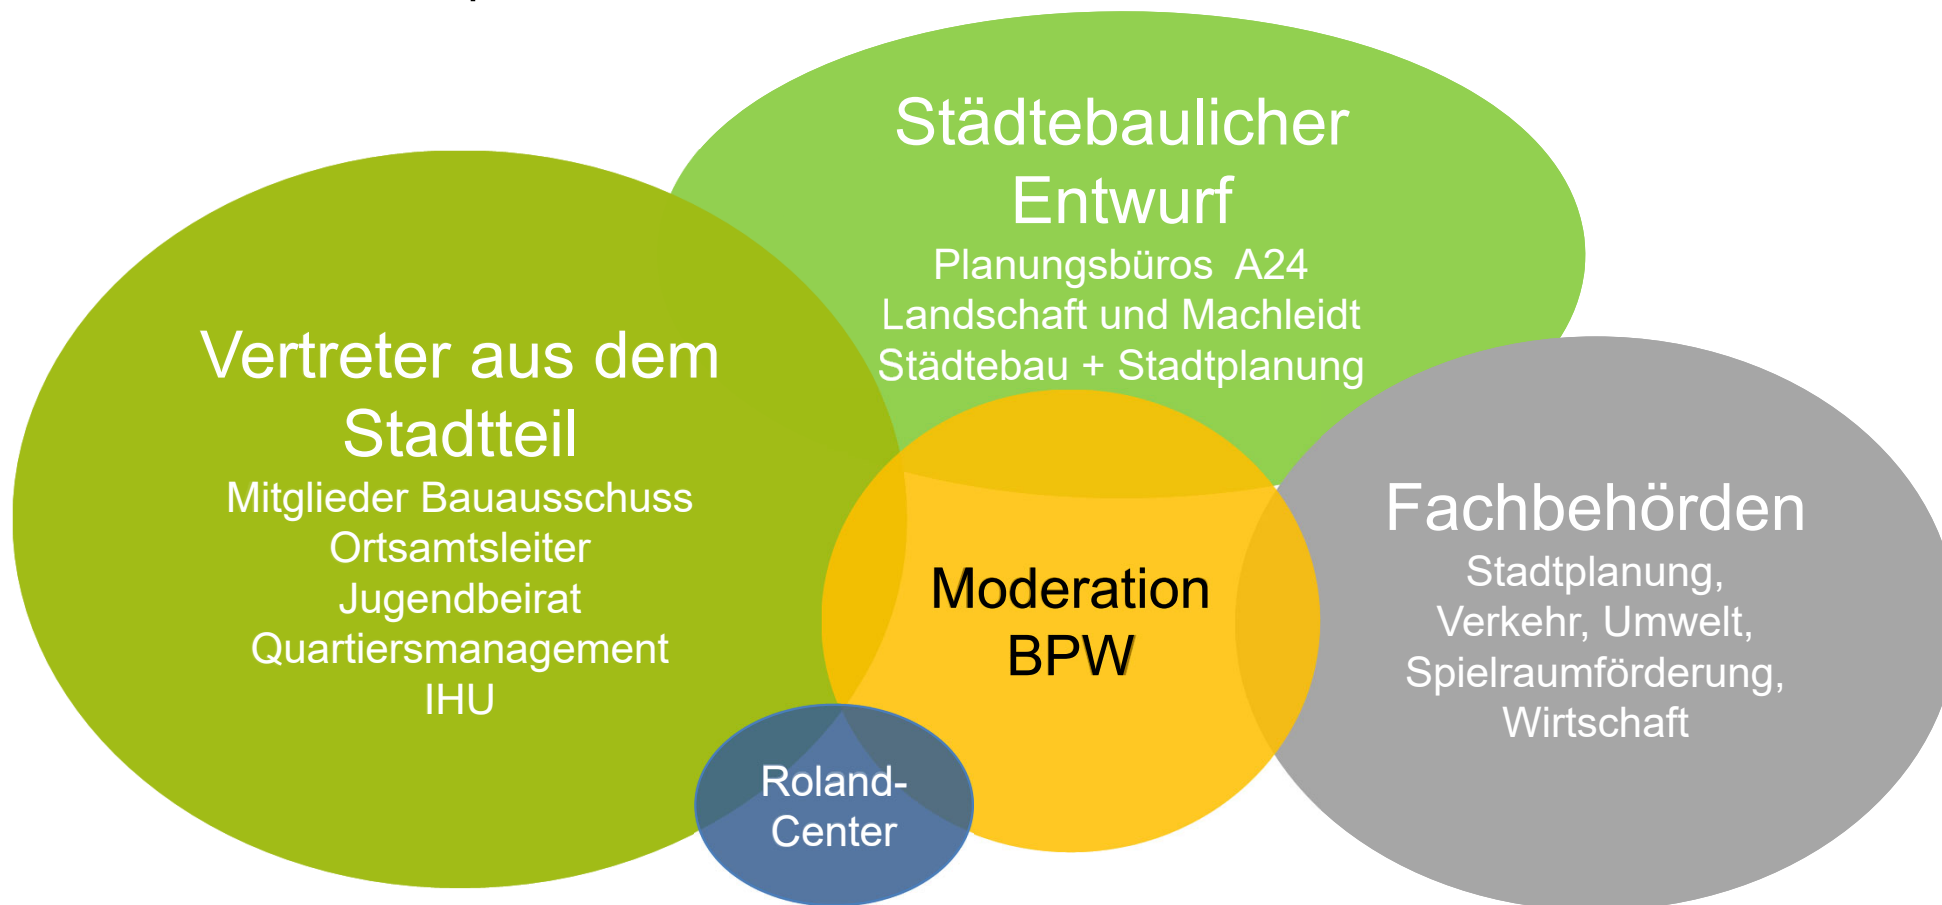 Städtebaulicher
Entwurf
Planungsbüros A24
Landschaft und Machleidt
Städtebau + Stadtplanung
Vertreter aus dem
Stadtteil
Mitglieder Bauausschuss
Ortsamtsleiter
Jugendbeirat
Quartiersmanagement
IHU
Moderation
BPW
Fachbehörden
Stadtplanung,
Verkehr, Umwelt,
Spielraumförderung,
Wirtschaft
Roland-
Center